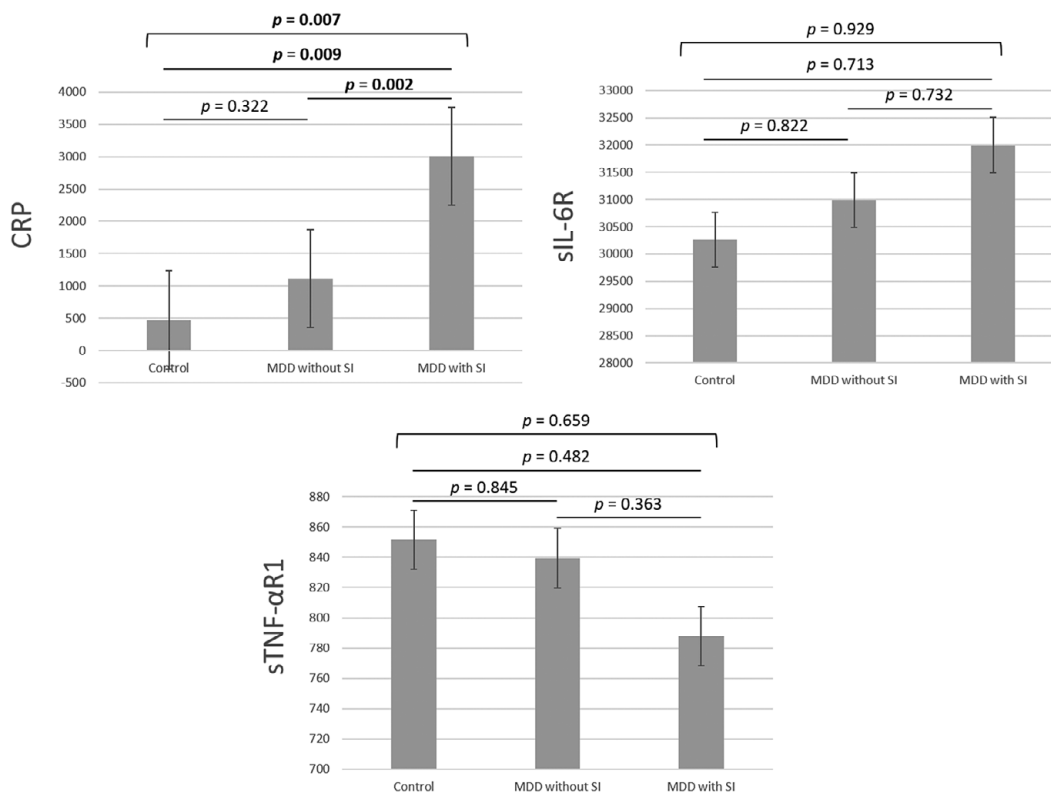 p = 0.007
p = 0.009
p = 0.002
p = 0.322
4000
3500
3000
2500
2000
1500
1000
500
0
-500
CRP
Control
MDD without SI
MDD with SI
p = 0.929
p = 0.713
p = 0.732
p = 0.822
33000
32500
32000
31500
31000
30500
30000
29500
29000
28500
28000
sIL-6R
Control
MDD without SI
MDD with SI
p = 0.659
p = 0.482
p = 0.845
p = 0.363
880
860
840
820
800
780
760
740
720
700
sTNF-αR1
Control
MDD without SI
MDD with SI